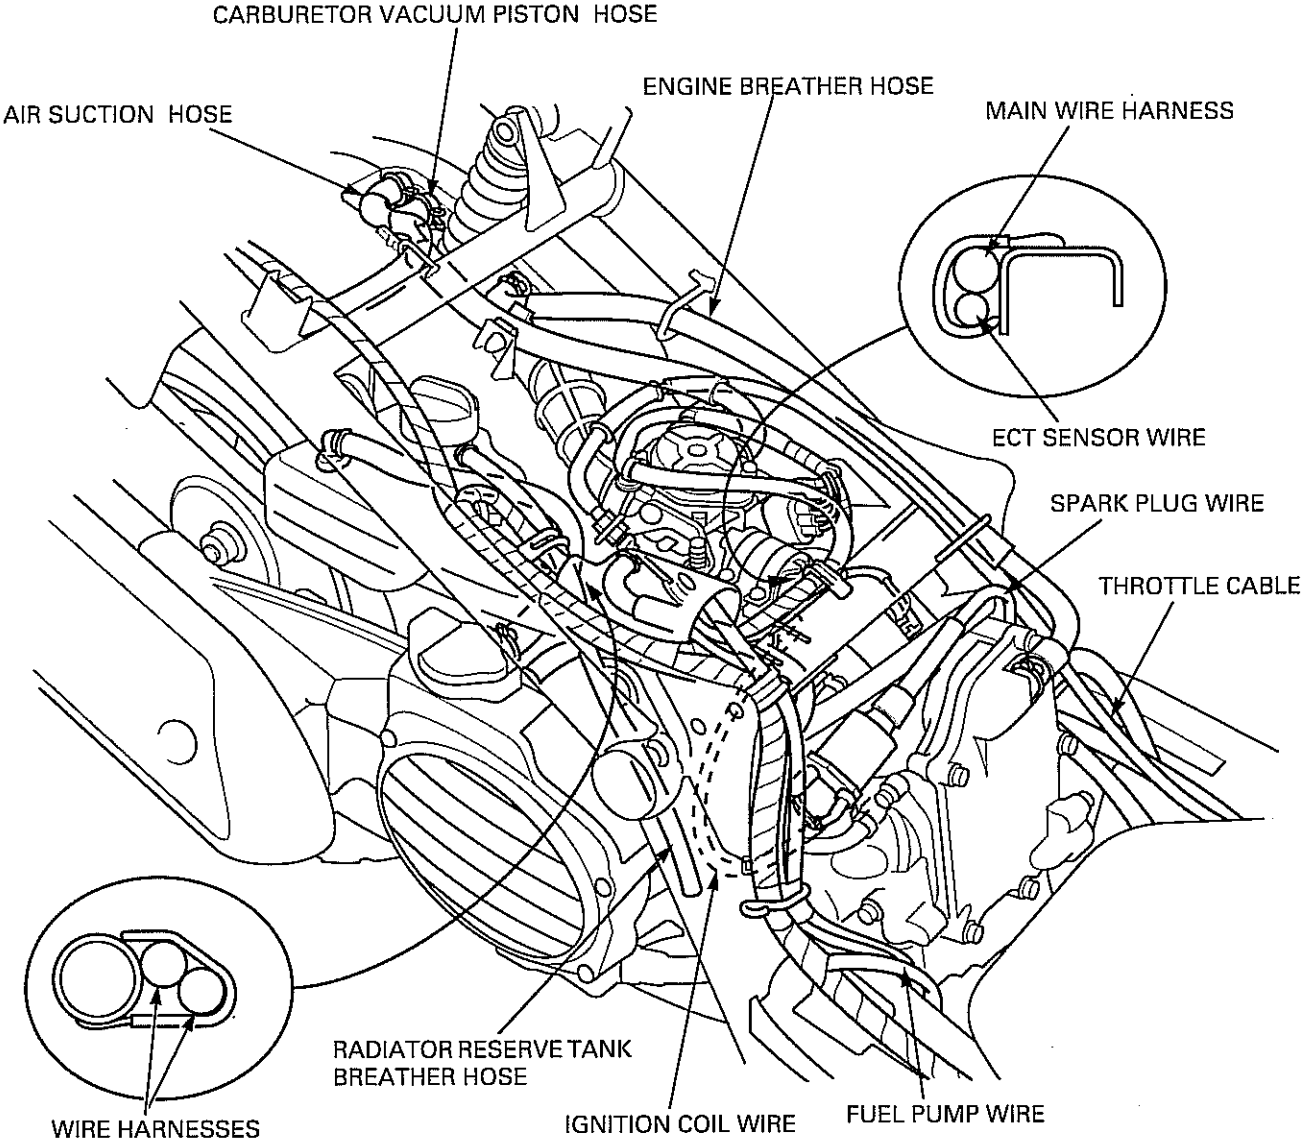 CARBURETOR VACUUM PISTON HOSE
ENGINE BREATHER HOSE
AIR SUCTION HOSE
MAIN WIRE HARNESS
ECT SENSOR WIRE
SPARK PLUG WIRE
THROTTLE CABLE
RADIATOR RESERVE TANK
BREATHER HOSE
WIRE HARNESSES
IGNITION COIL WIRE
FUEL PUMP WIRE